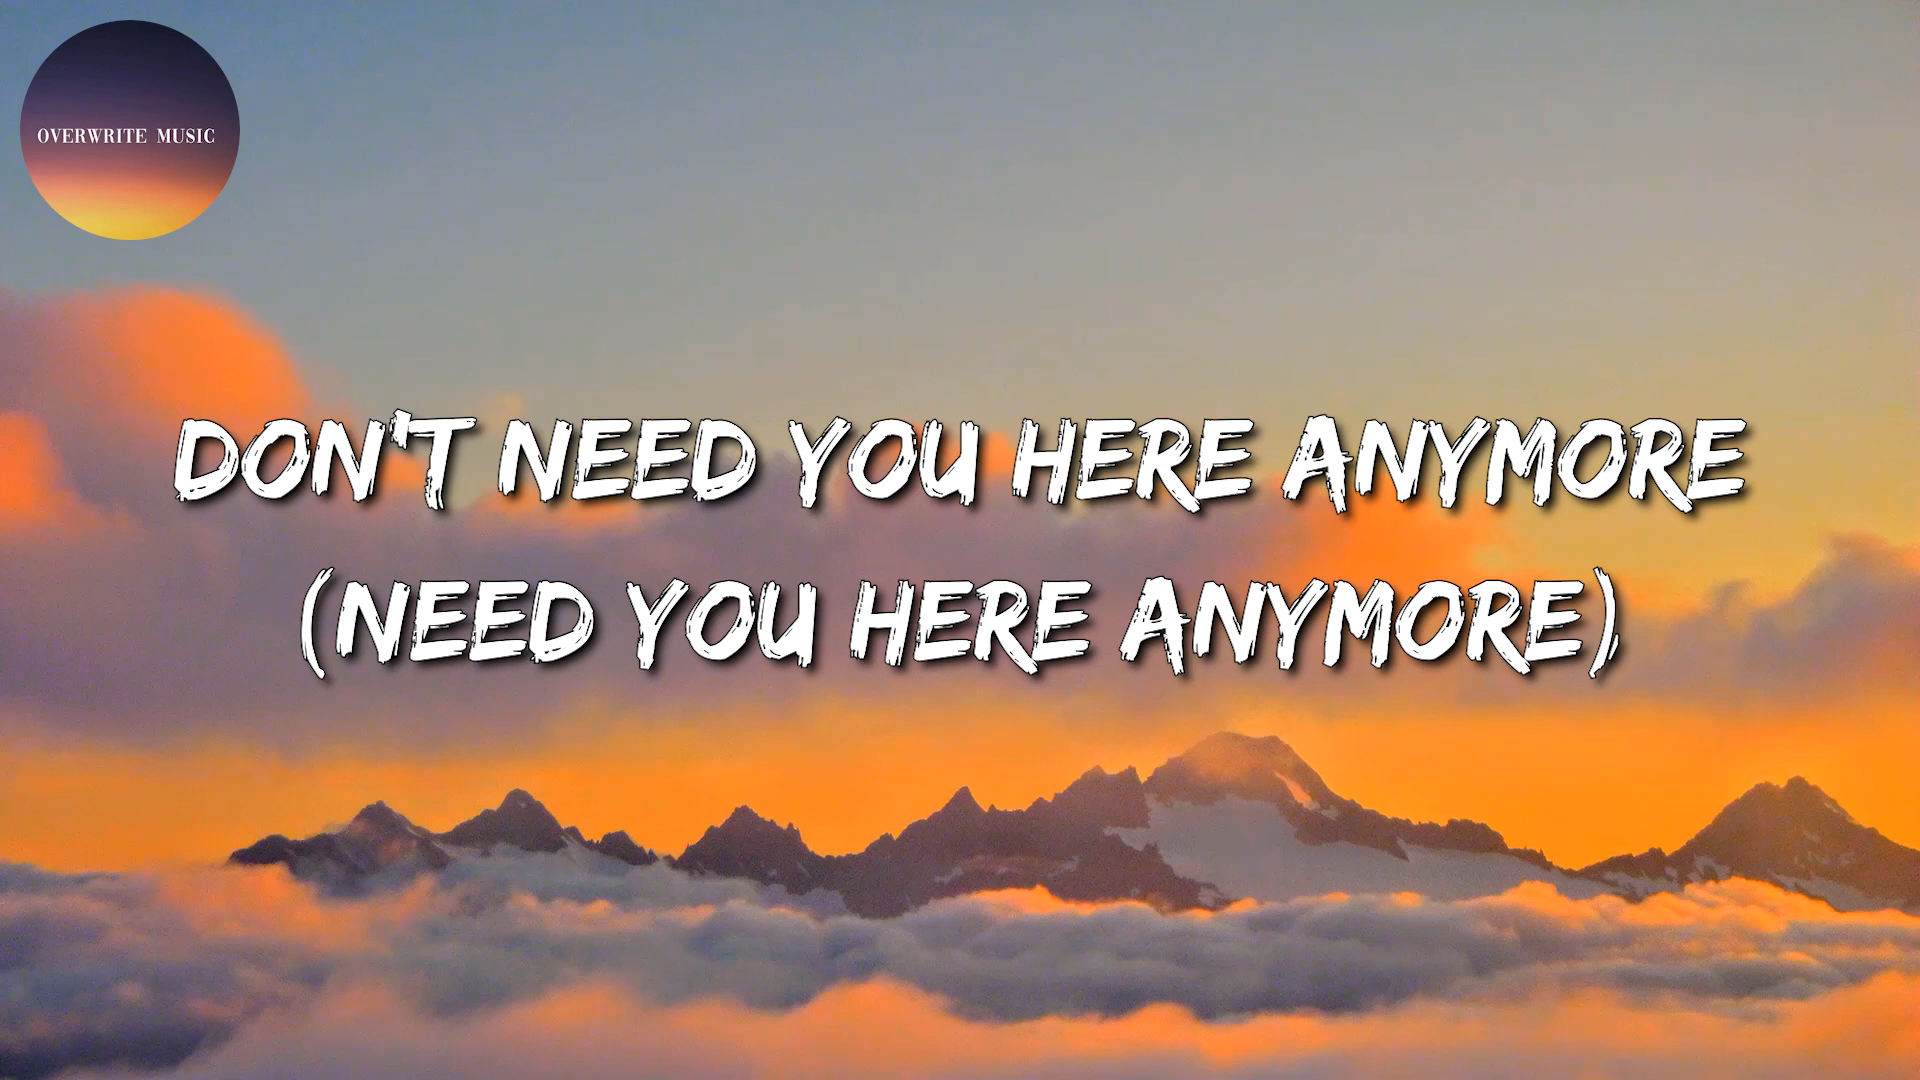 OVERWRITE MUSIC
DON'T NEED YOU HERE ANYMORE
(NEED YOU HERE ANYMORE)